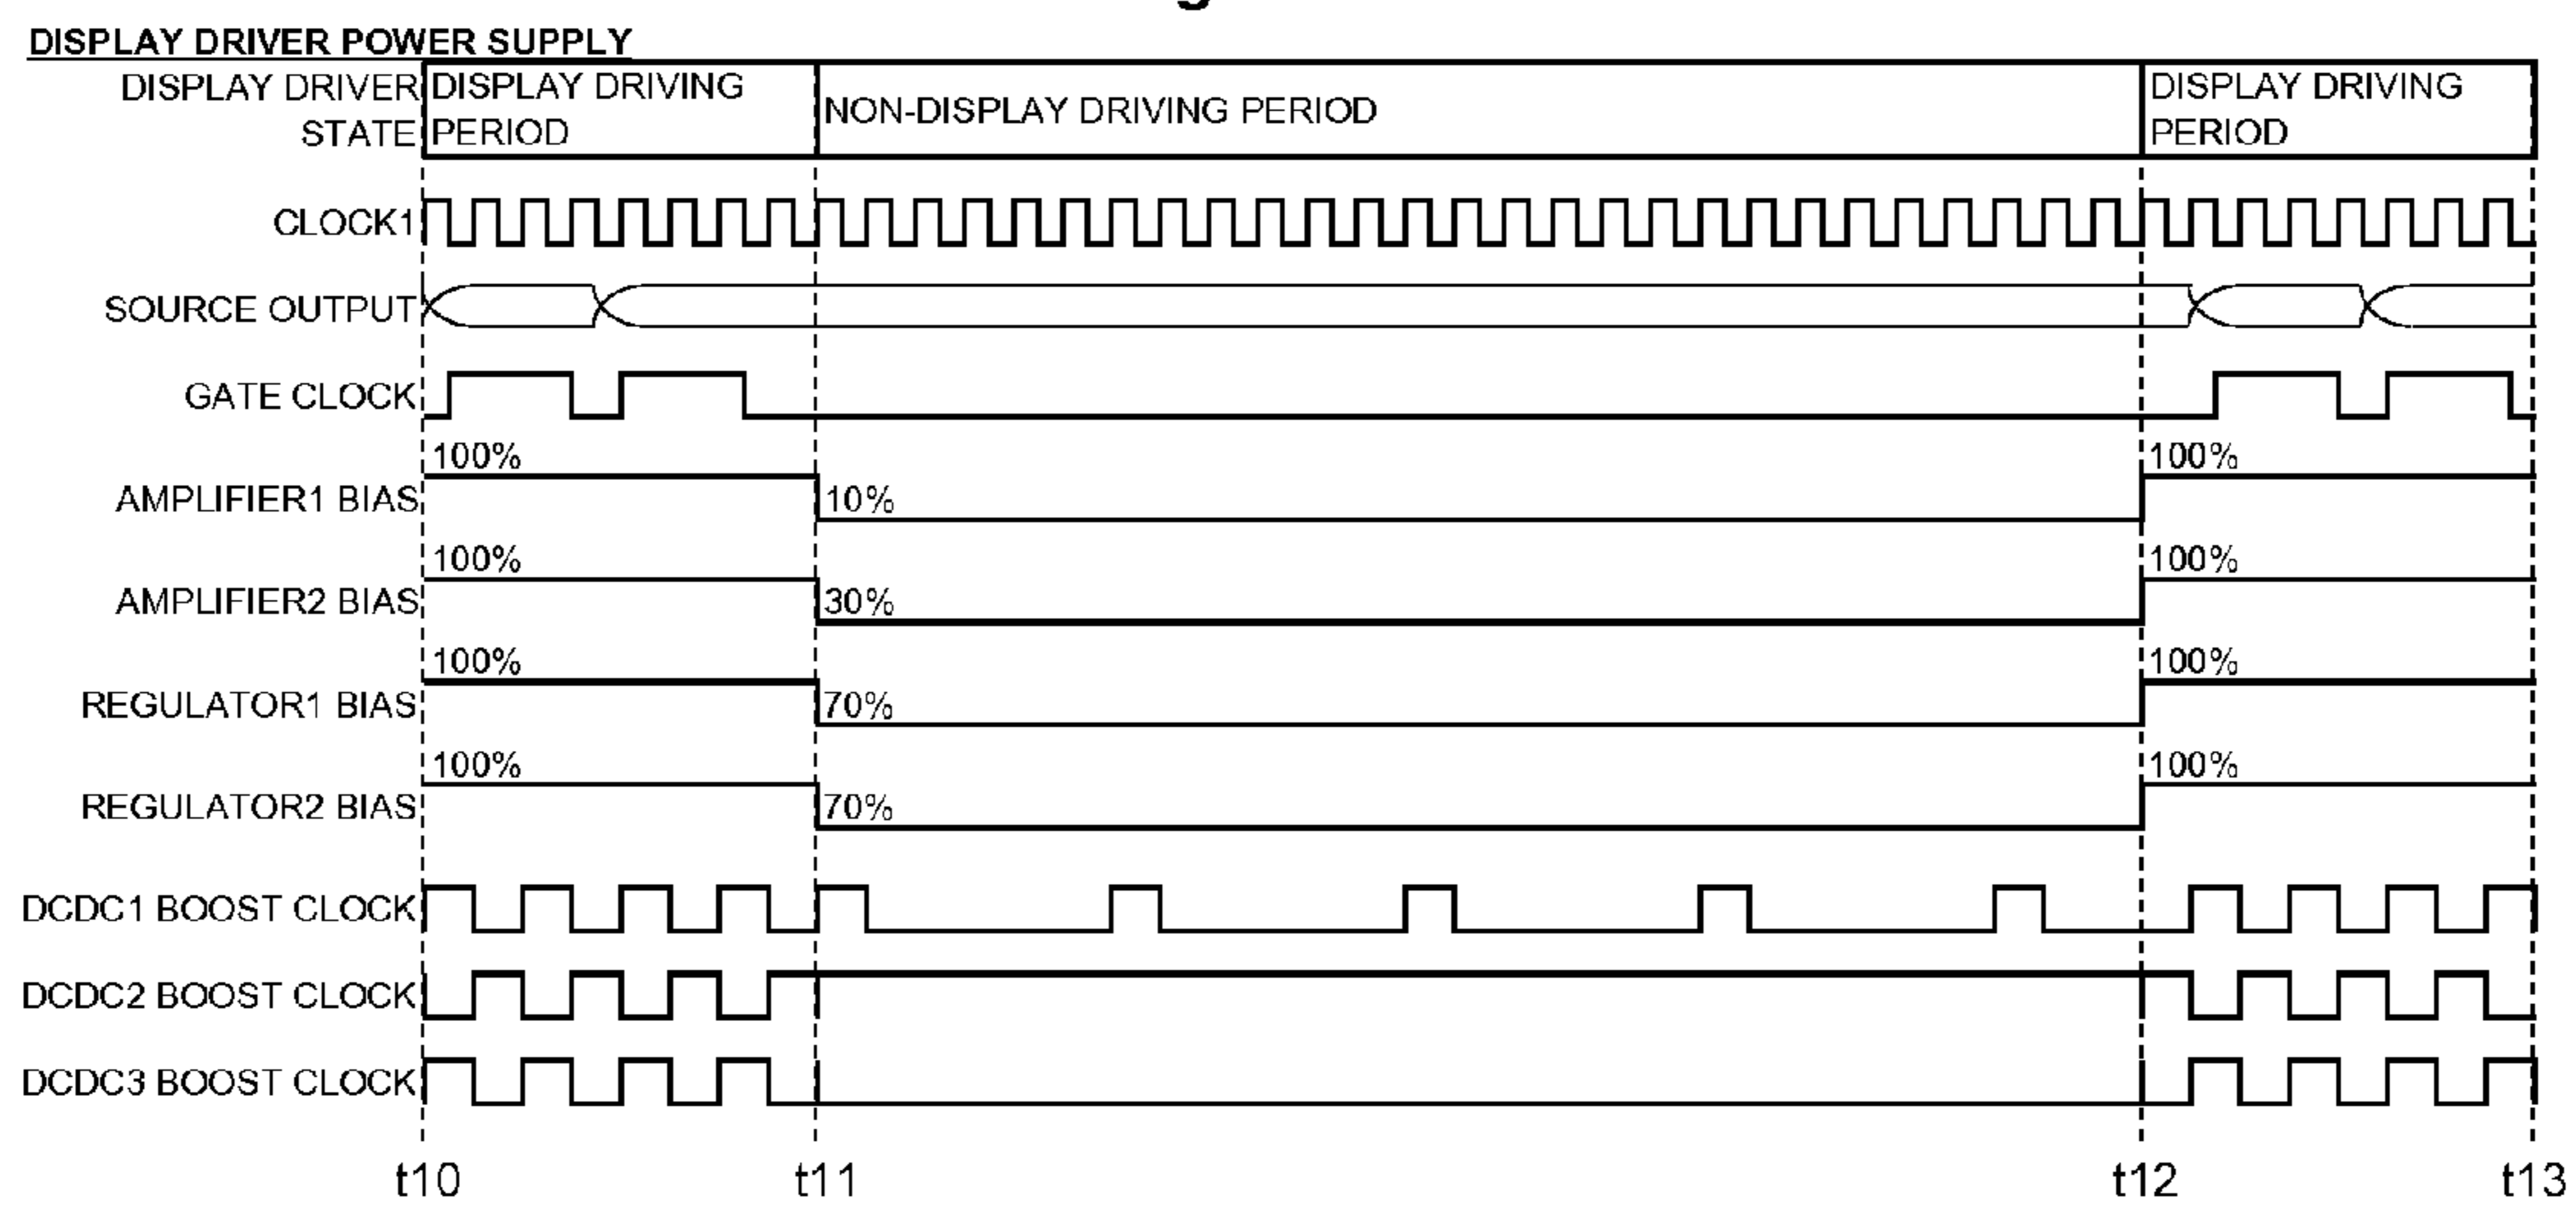 DISPLAY DRIVER POWER SUPPLY
DISPLAY DRIVER STATE
DISPLAY DRIVING PERIOD
NON-DISPLAY DRIVING PERIOD
DISPLAY DRIVING PERIOD
CLOCK1
SOURCE OUTPUT
GATE CLOCK
100% 100%
AMPLIFIER1 BIAS 10%
100% 100%
AMPLIFIER2 BIAS 30%
100% 100%
REGULATOR1 BIAS 70%
100% 100%
REGULATOR2 BIAS 70%
DCDC1 BOOST CLOCK
DCDC2 BOOST CLOCK
DCDC3 BOOST CLOCK
t10 t11 t12 t13